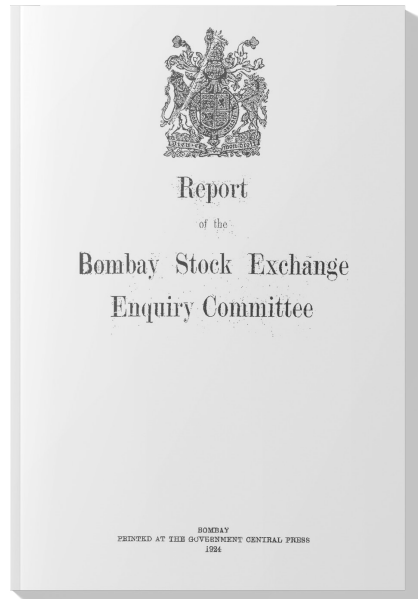 Report
of the
Bombay Stock Exchange
Enquiry Committee
BOMBAY
PRINTED AT THE GOVERNMENT CENTRAL PRESS
1924